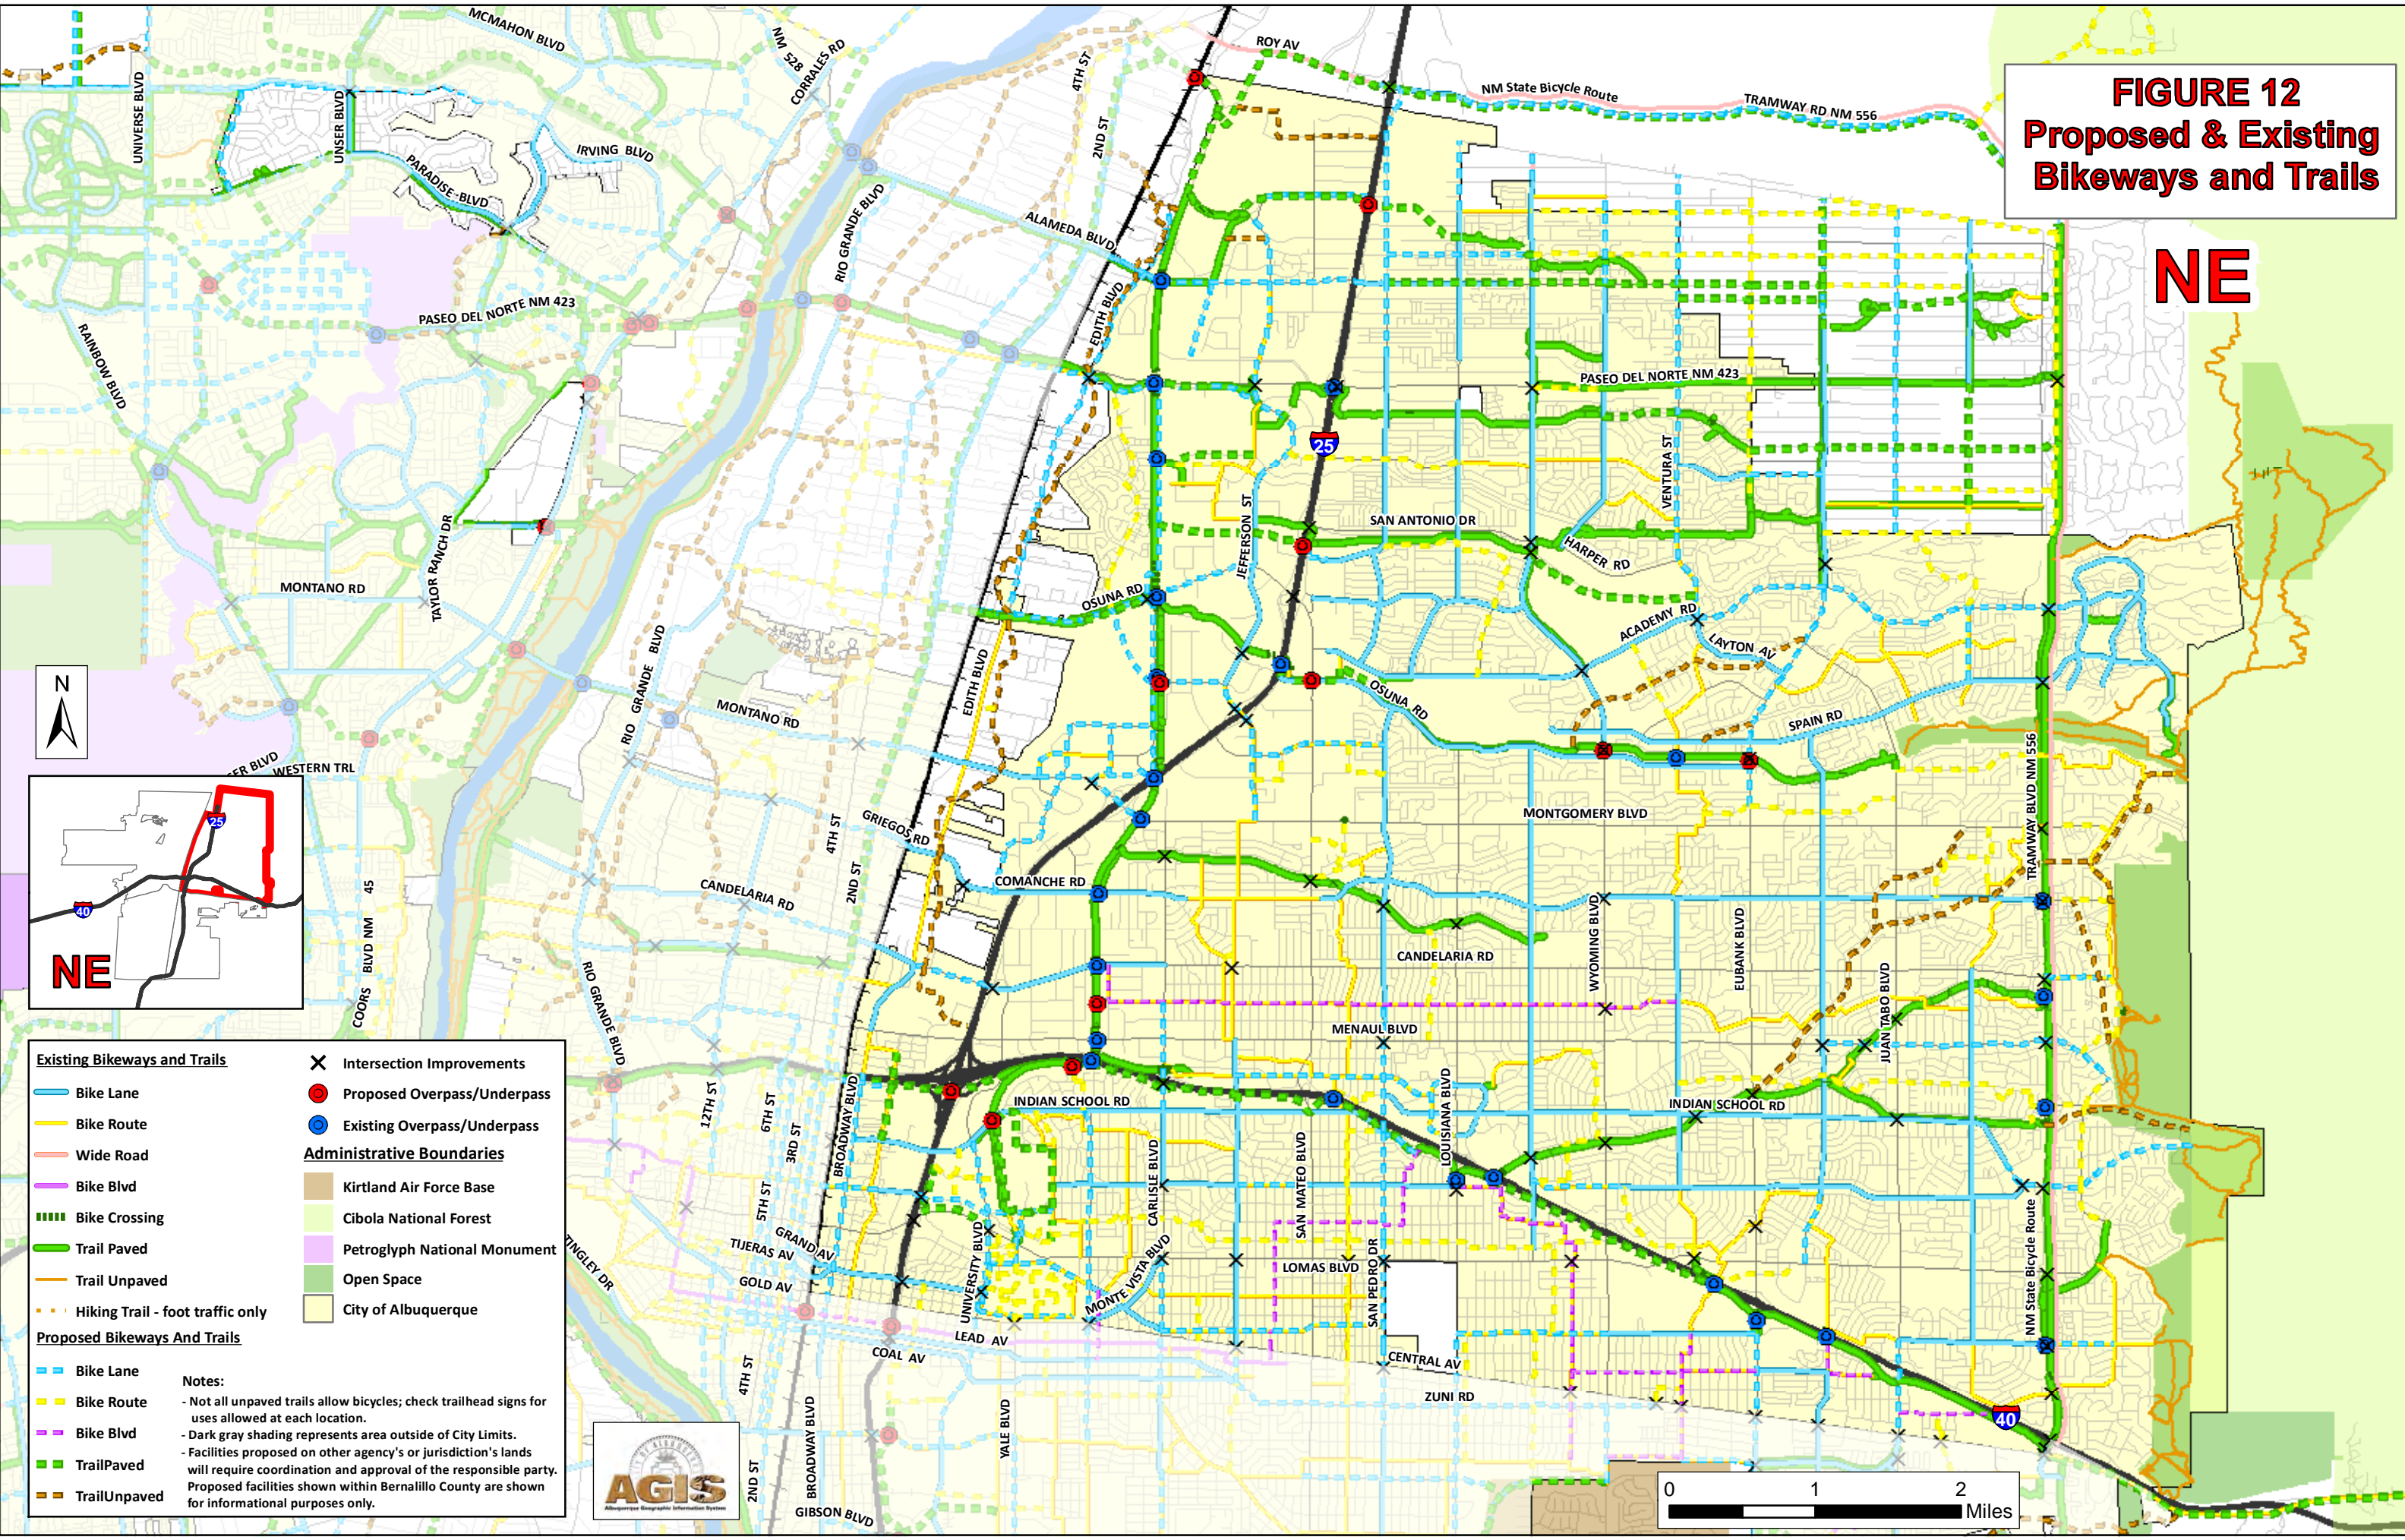 FIGURE 12
Proposed & Existing
Bikeways and Trails
NE
MCMAHON BLVD
NM 528
CORRALES RD
4TH ST
2ND ST
ROY AV
NM State Bicycle Route
TRAMWAY RD NM 556
UNIVERSE BLVD
UNSER BLVD
IRVING BLVD
PARADISE BLVD
RIO GRANDE BLVD
ALAMEDA BLVD
EDITH BLVD
PASEO DEL NORTE NM 423
RAINBOW BLVD
PASEO DEL NORTE NM 423
25
VENTURA ST
JEFFERSON ST
SAN ANTONIO DR
HARPER RD
TAYLOR RANCH DR
MONTANO RD
OSUNA RD
ACADEMY RD
LAYTON AV
EDITH BLVD
RIO GRANDE BLVD
MONTANO RD
OSUNA RD
SPAIN RD
TRAMWAY BLVD NM 556
N
SER BLVD
WESTERN TRL
GRIEGOS RD
4TH ST
2ND ST
MONTGOMERY BLVD
COMANCHE RD
CANDELARIA RD
CANDELARIA RD
WYOMING BLVD
EUBANK BLVD
JUAN TABO BLVD
COORS BLVD NM 45
RIO GRANDE BLVD
MENAUL BLVD
INDIAN SCHOOL RD
INDIAN SCHOOL RD
LOUISIANA BLVD
12TH ST
6TH ST
3RD ST
5TH ST
BROADWAY BLVD
CARLISLE BLVD
SAN MATEO BLVD
SAN PEDRO DR
UNIVERSITY BLVD
MONTE VISTA BLVD
LOMAS BLVD
NM State Bicycle Route
TINGLEY DR
GRAND AV
TIJERAS AV
GOLD AV
LEAD AV
COAL AV
CENTRAL AV
ZUNI RD
4TH ST
2ND ST
BROADWAY BLVD
YALE BLVD
GIBSON BLVD
40
25
40
NE
Existing Bikeways and Trails
Bike Lane
Bike Route
Wide Road
Bike Blvd
Bike Crossing
Trail Paved
Trail Unpaved
Hiking Trail - foot traffic only
Proposed Bikeways And Trails
Bike Lane
Bike Route
Bike Blvd
TrailPaved
TrailUnpaved
Intersection Improvements
Proposed Overpass/Underpass
Existing Overpass/Underpass
Administrative Boundaries
Kirtland Air Force Base
Cibola National Forest
Petroglyph National Monument
Open Space
City of Albuquerque
Notes:
- Not all unpaved trails allow bicycles; check trailhead signs for
uses allowed at each location.
- Dark gray shading represents area outside of City Limits.
- Facilities proposed on other agency's or jurisdiction's lands
will require coordination and approval of the responsible party.
Proposed facilities shown within Bernalillo County are shown
for informational purposes only.
AGIS
Albuquerque Geographic Information System
0 1 2
Miles